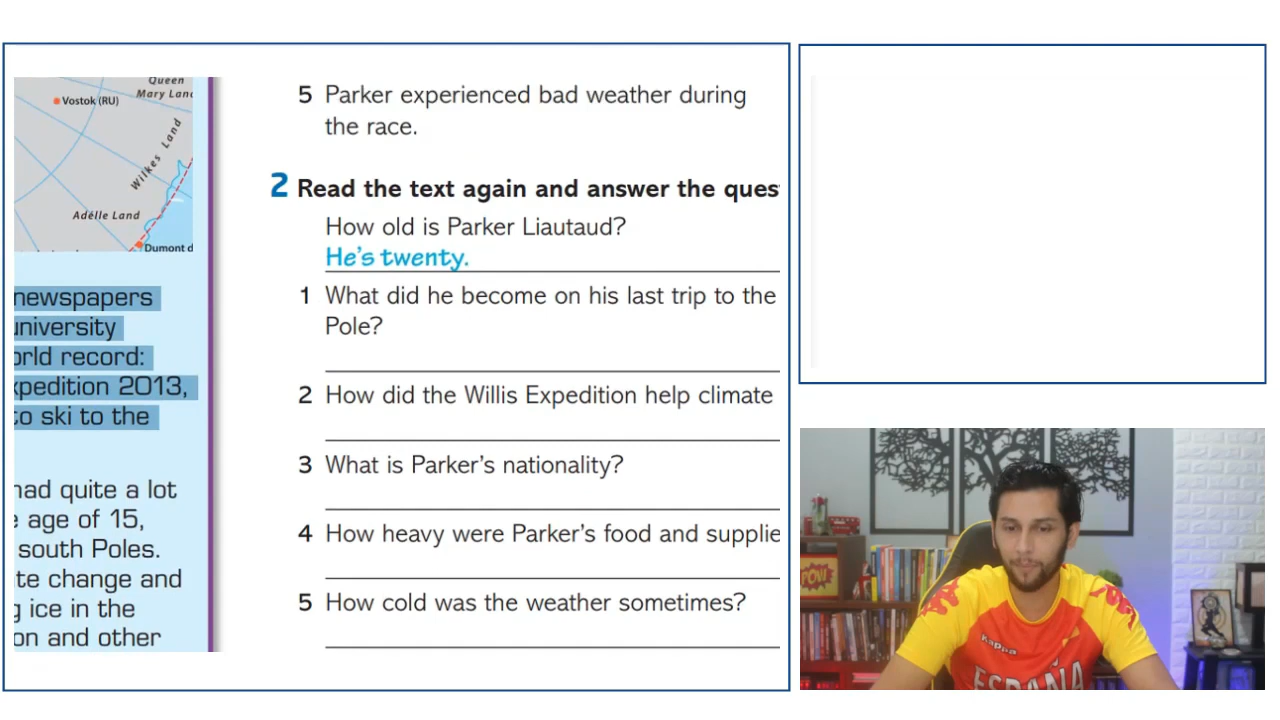 Queen
Mary Land
Vostok (RU)
Wilkes Land
Adélle Land
Dumont d
newspapers
university
orld record:
xpedition 2013,
to ski to the
had quite a lot
e age of 15,
south Poles.
te change and
g ice in the
on and other
5 Parker experienced bad weather during
the race.
2 Read the text again and answer the ques
How old is Parker Liautaud?
He's twenty.
1 What did he become on his last trip to the
Pole?
2 How did the Willis Expedition help climate
3 What is Parker's nationality?
4 How heavy were Parker's food and supplie
5 How cold was the weather sometimes?
POW!
Kappa
ESPAÑA